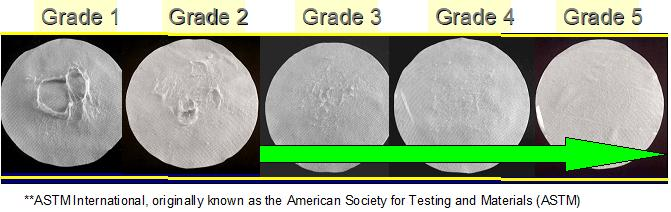 Grade 1 Grade 2 Grade 3 Grade 4 Grade 5
**ASTM International, originally known as the American Society for Testing and Materials (ASTM)